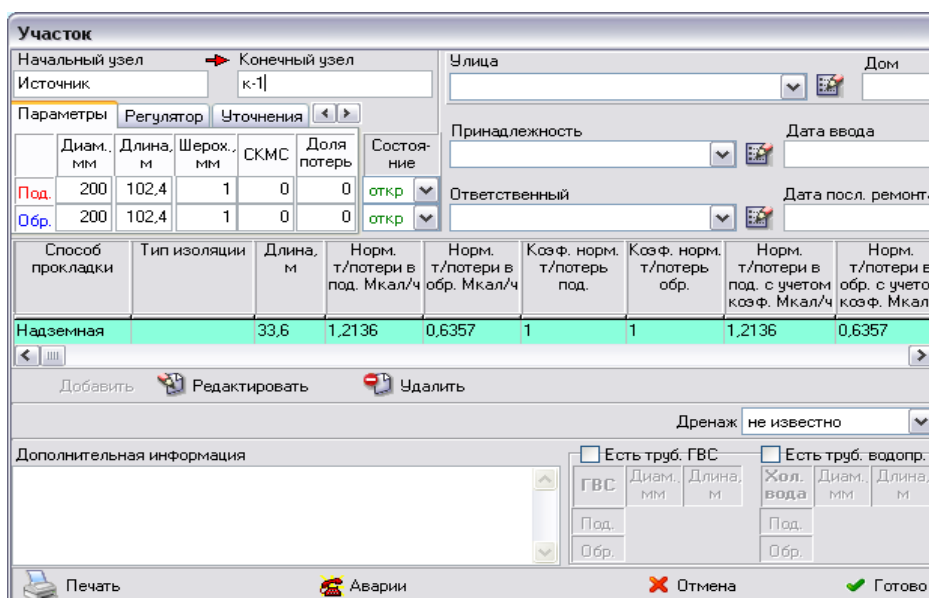 Участок
Начальный узел Конечный узел
Источник к-1
Улица Дом
Параметры Регулятор Уточнения
Принадлежность Дата ввода
Диам., мм Длина, м Шерох., мм СКМС Доля потерь Состоя-ние
Под. 200 102,4 1 0 0 откр
Обр. 200 102,4 1 0 0 откр
Ответственный Дата посл. ремонта
Способ прокладки Тип изоляции Длина, м Норм. т/потери в под. Мкал/ч Норм. т/потери в обр. Мкал/ч Коэф. норм. т/потерь под. Коэф. норм. т/потерь обр. Норм. т/потери в под. с учетом коэф. Мкал/ч Норм. т/потери в обр. с учето коэф. Мкал
Надземная 33,6 1,2136 0,6357 1 1 1,2136 0,6357
Добавить Редактировать Удалить
Дренаж не известно
Дополнительная информация
Есть труб. ГВС Есть труб. водопр.
ГВС Диам., мм Длина, м Хол. вода Диам., мм Длина, м
Под. Под.
Обр. Обр.
Печать Аварии Отмена Готово